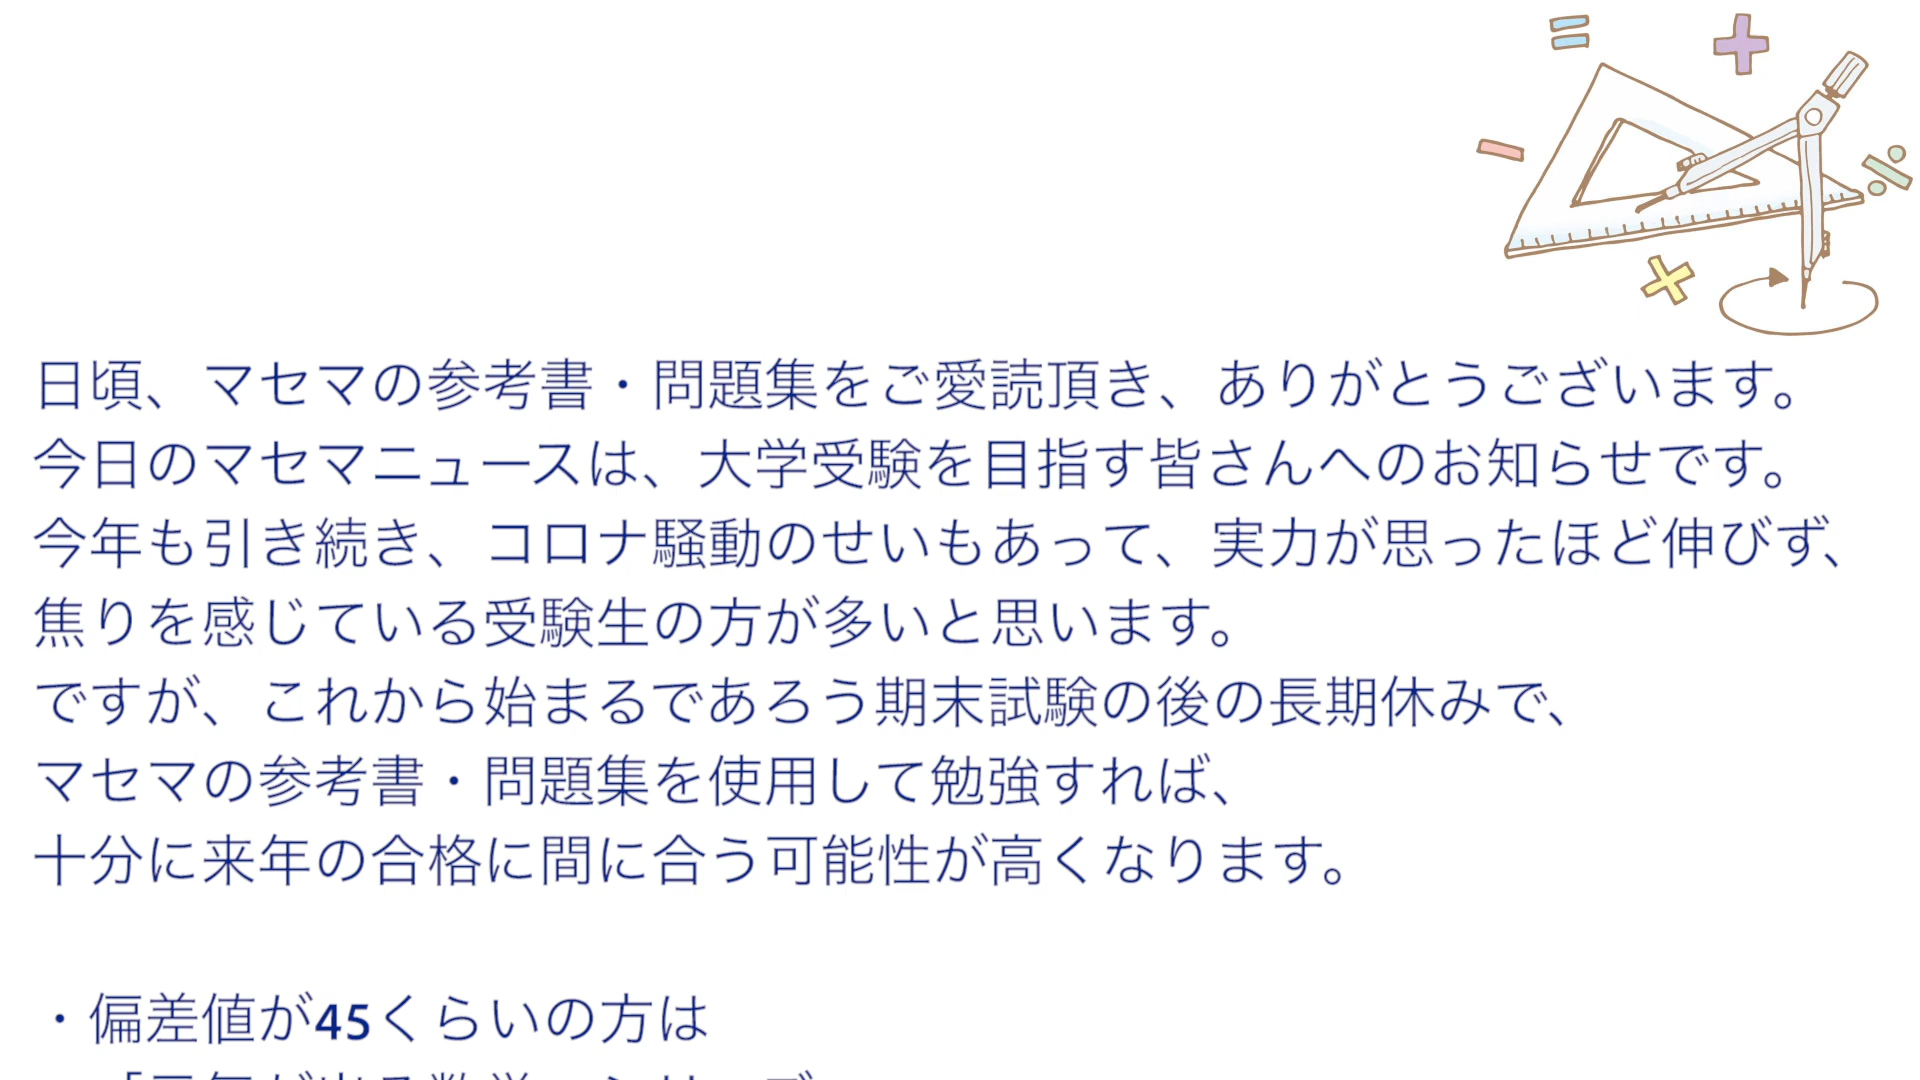 日頃、マセマの参考書・問題集をご愛読頂き、ありがとうございます。
今日のマセマニュースは、大学受験を目指す皆さんへのお知らせです。
今年も引き続き、コロナ騒動のせいもあって、実力が思ったほど伸びず、
焦りを感じている受験生の方が多いと思います。
ですが、これから始まるであろう期末試験の後の長期休みで、
マセマの参考書・問題集を使用して勉強すれば、
十分に来年の合格に間に合う可能性が高くなります。
・偏差値が45くらいの方は